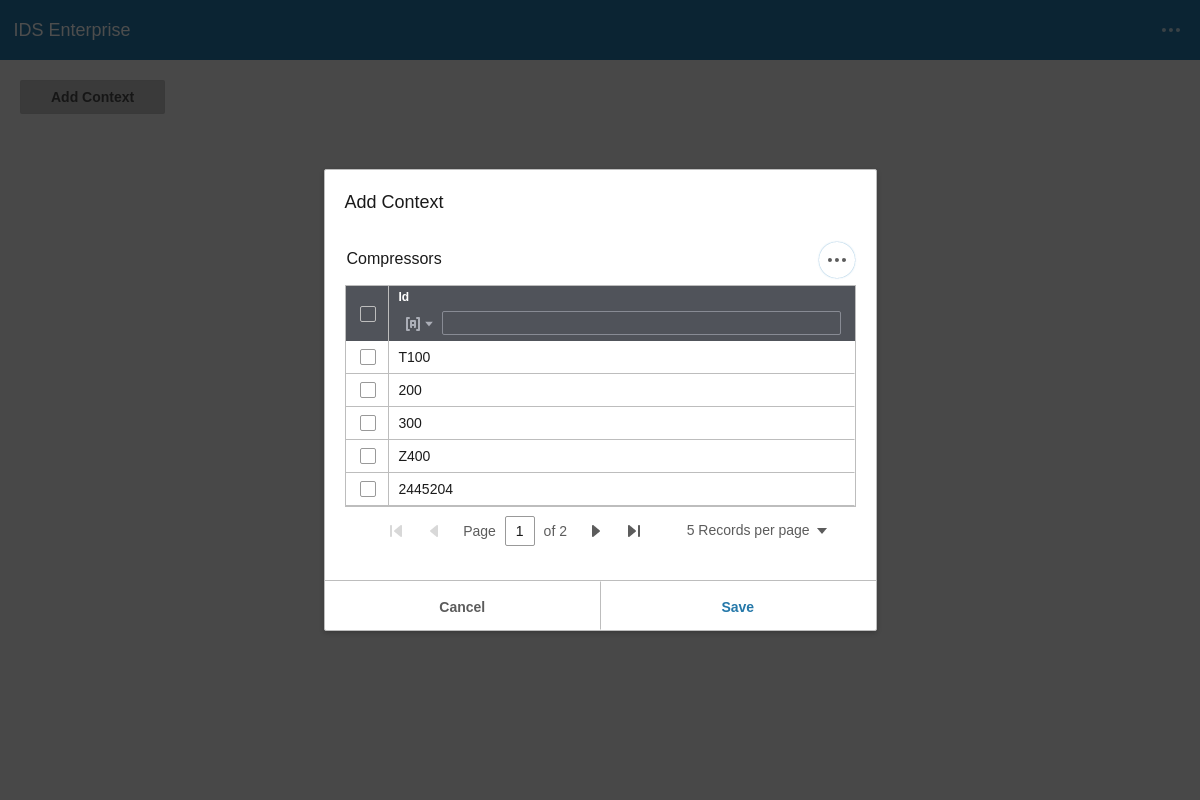 IDS Enterprise
Add Context
Add Context
Compressors
Id
T100
200
300
Z400
2445204
Page 1 of 2 5 Records per page
Cancel Save